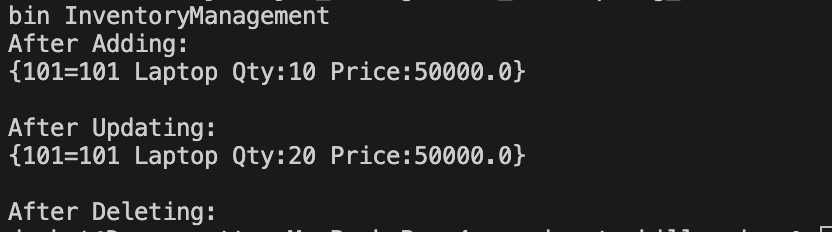 bin InventoryManagement
After Adding:
{101=101 Laptop Qty:10 Price:50000.0}
After Updating:
{101=101 Laptop Qty:20 Price:50000.0}
After Deleting: